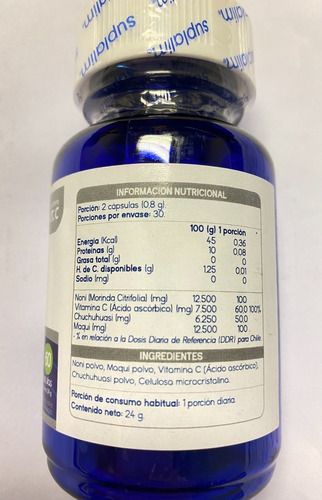 suplalim.
suplalim.
INFORMACIÓN NUTRICIONAL
Porción: 2 cápsulas (0,8 g).
Porciones por envase: 30.
100 (g) 1 porción -
Energía (Kcal) 45 0,36
Proteínas (g) 10 0,08
Grasa total (g) 0 0
H. de C. disponibles (g) 1,25 0,01
Sodio (mg) 0 0
Noni (Morinda Citrifolia) (mg) 12.500 100
Vitamina C (Ácido ascórbico) (mg) 7.500 60,0 100%
Chuchuhuasi (mg) 6.250 50,0
Maqui (mg) 12.500 100
- % en relación a la Dosis Diaria de Referencia (DDR) para Chile
INGREDIENTES
Noni polvo, Maqui polvo, Vitamina C (Ácido ascórbico),
Chuchuhuasi polvo, Celulosa microcristalina.
Porción de consumo habitual: 1 porción diaria.
Contenido neto: 24 g.
60